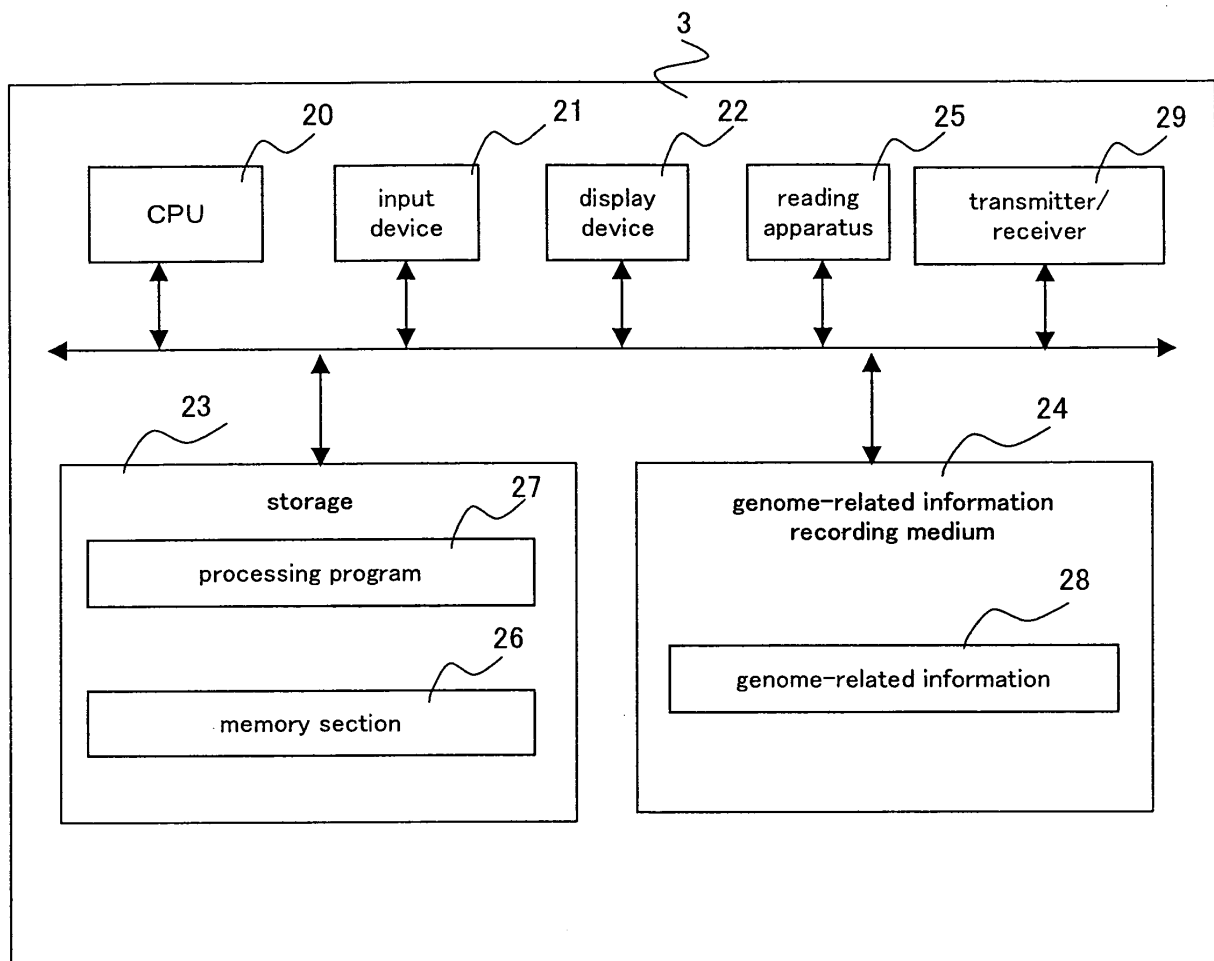 3
20
21
22
25
29
CPU
input
device
display
device
reading
apparatus
transmitter/
receiver
23
24
storage
27
processing program
26
memory section
genome-related information
recording medium
28
genome-related information